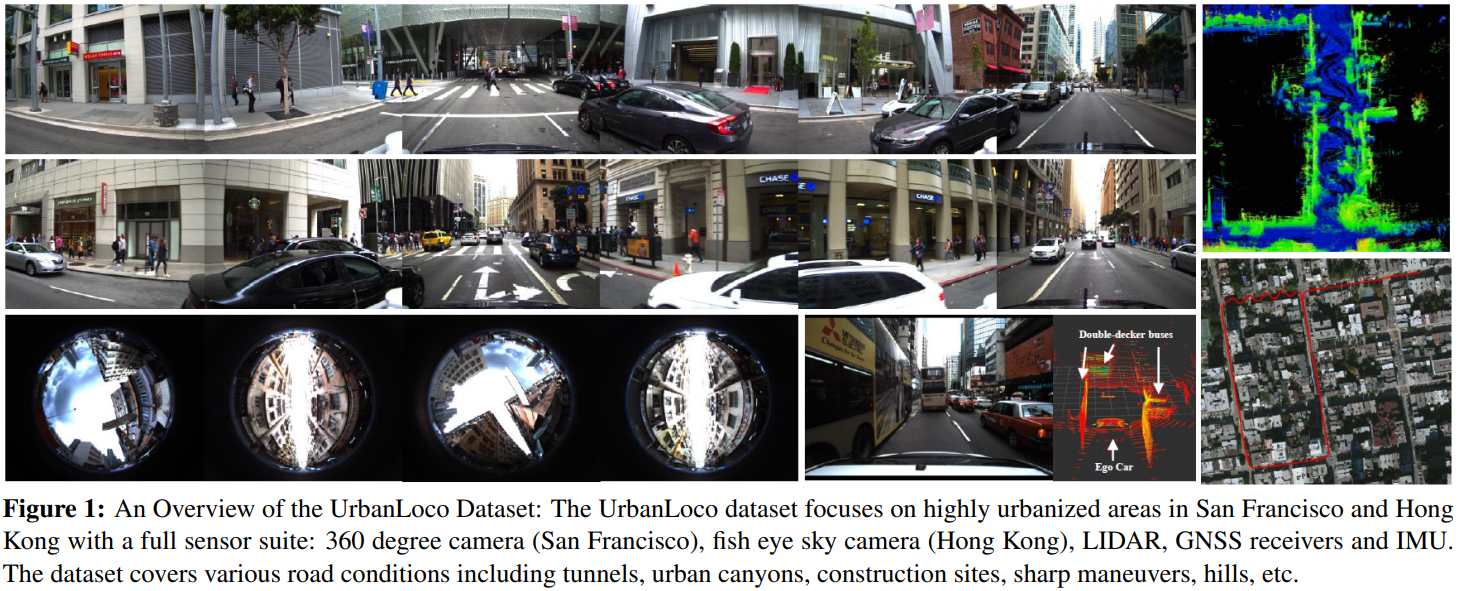 CHASE
CHASE
CHASE
Double-decker buses
Ego Car
Figure 1: An Overview of the UrbanLoco Dataset: The UrbanLoco dataset focuses on highly urbanized areas in San Francisco and Hong
Kong with a full sensor suite: 360 degree camera (San Francisco), fish eye sky camera (Hong Kong), LIDAR, GNSS receivers and IMU.
The dataset covers various road conditions including tunnels, urban canyons, construction sites, sharp maneuvers, hills, etc.